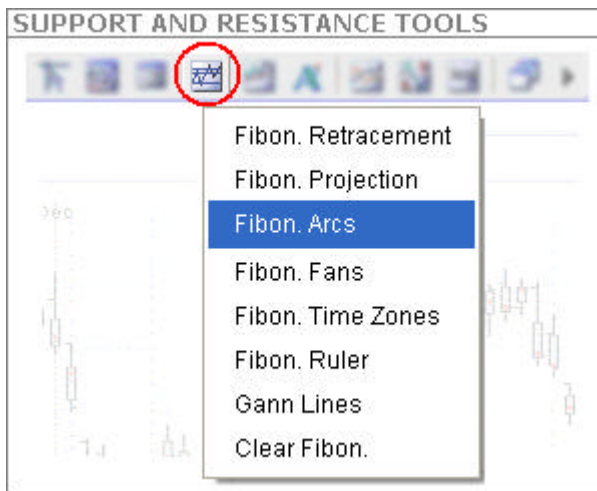 SUPPORT AND RESISTANCE TOOLS
Fibon. Retracement
Fibon. Projection
Fibon. Arcs
Fibon. Fans
Fibon. Time Zones
Fibon. Ruler
Gann Lines
Clear Fibon.